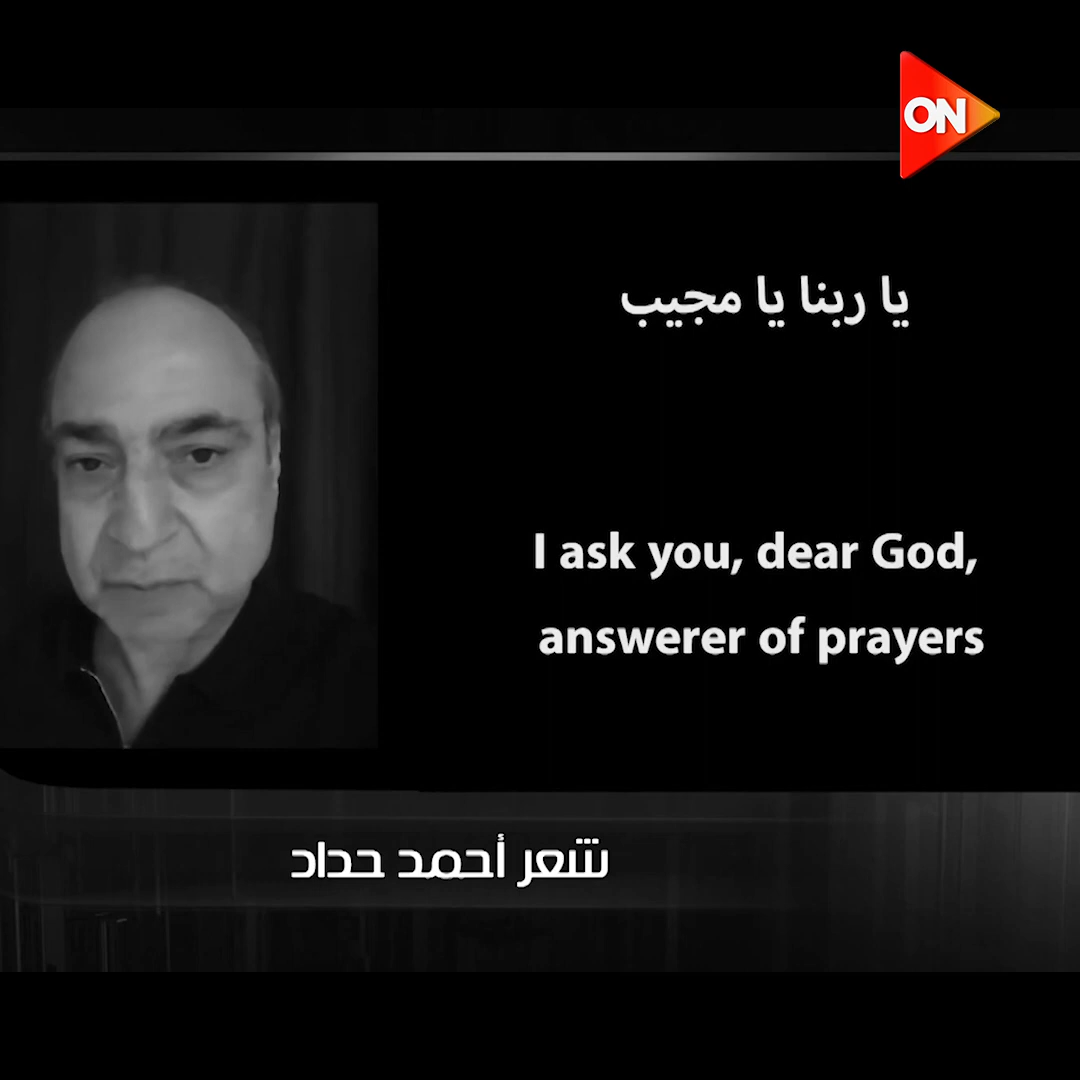 ON
يا ربنا يا مجيب
I ask you, dear God,
answerer of prayers
شعر أحمد حداد